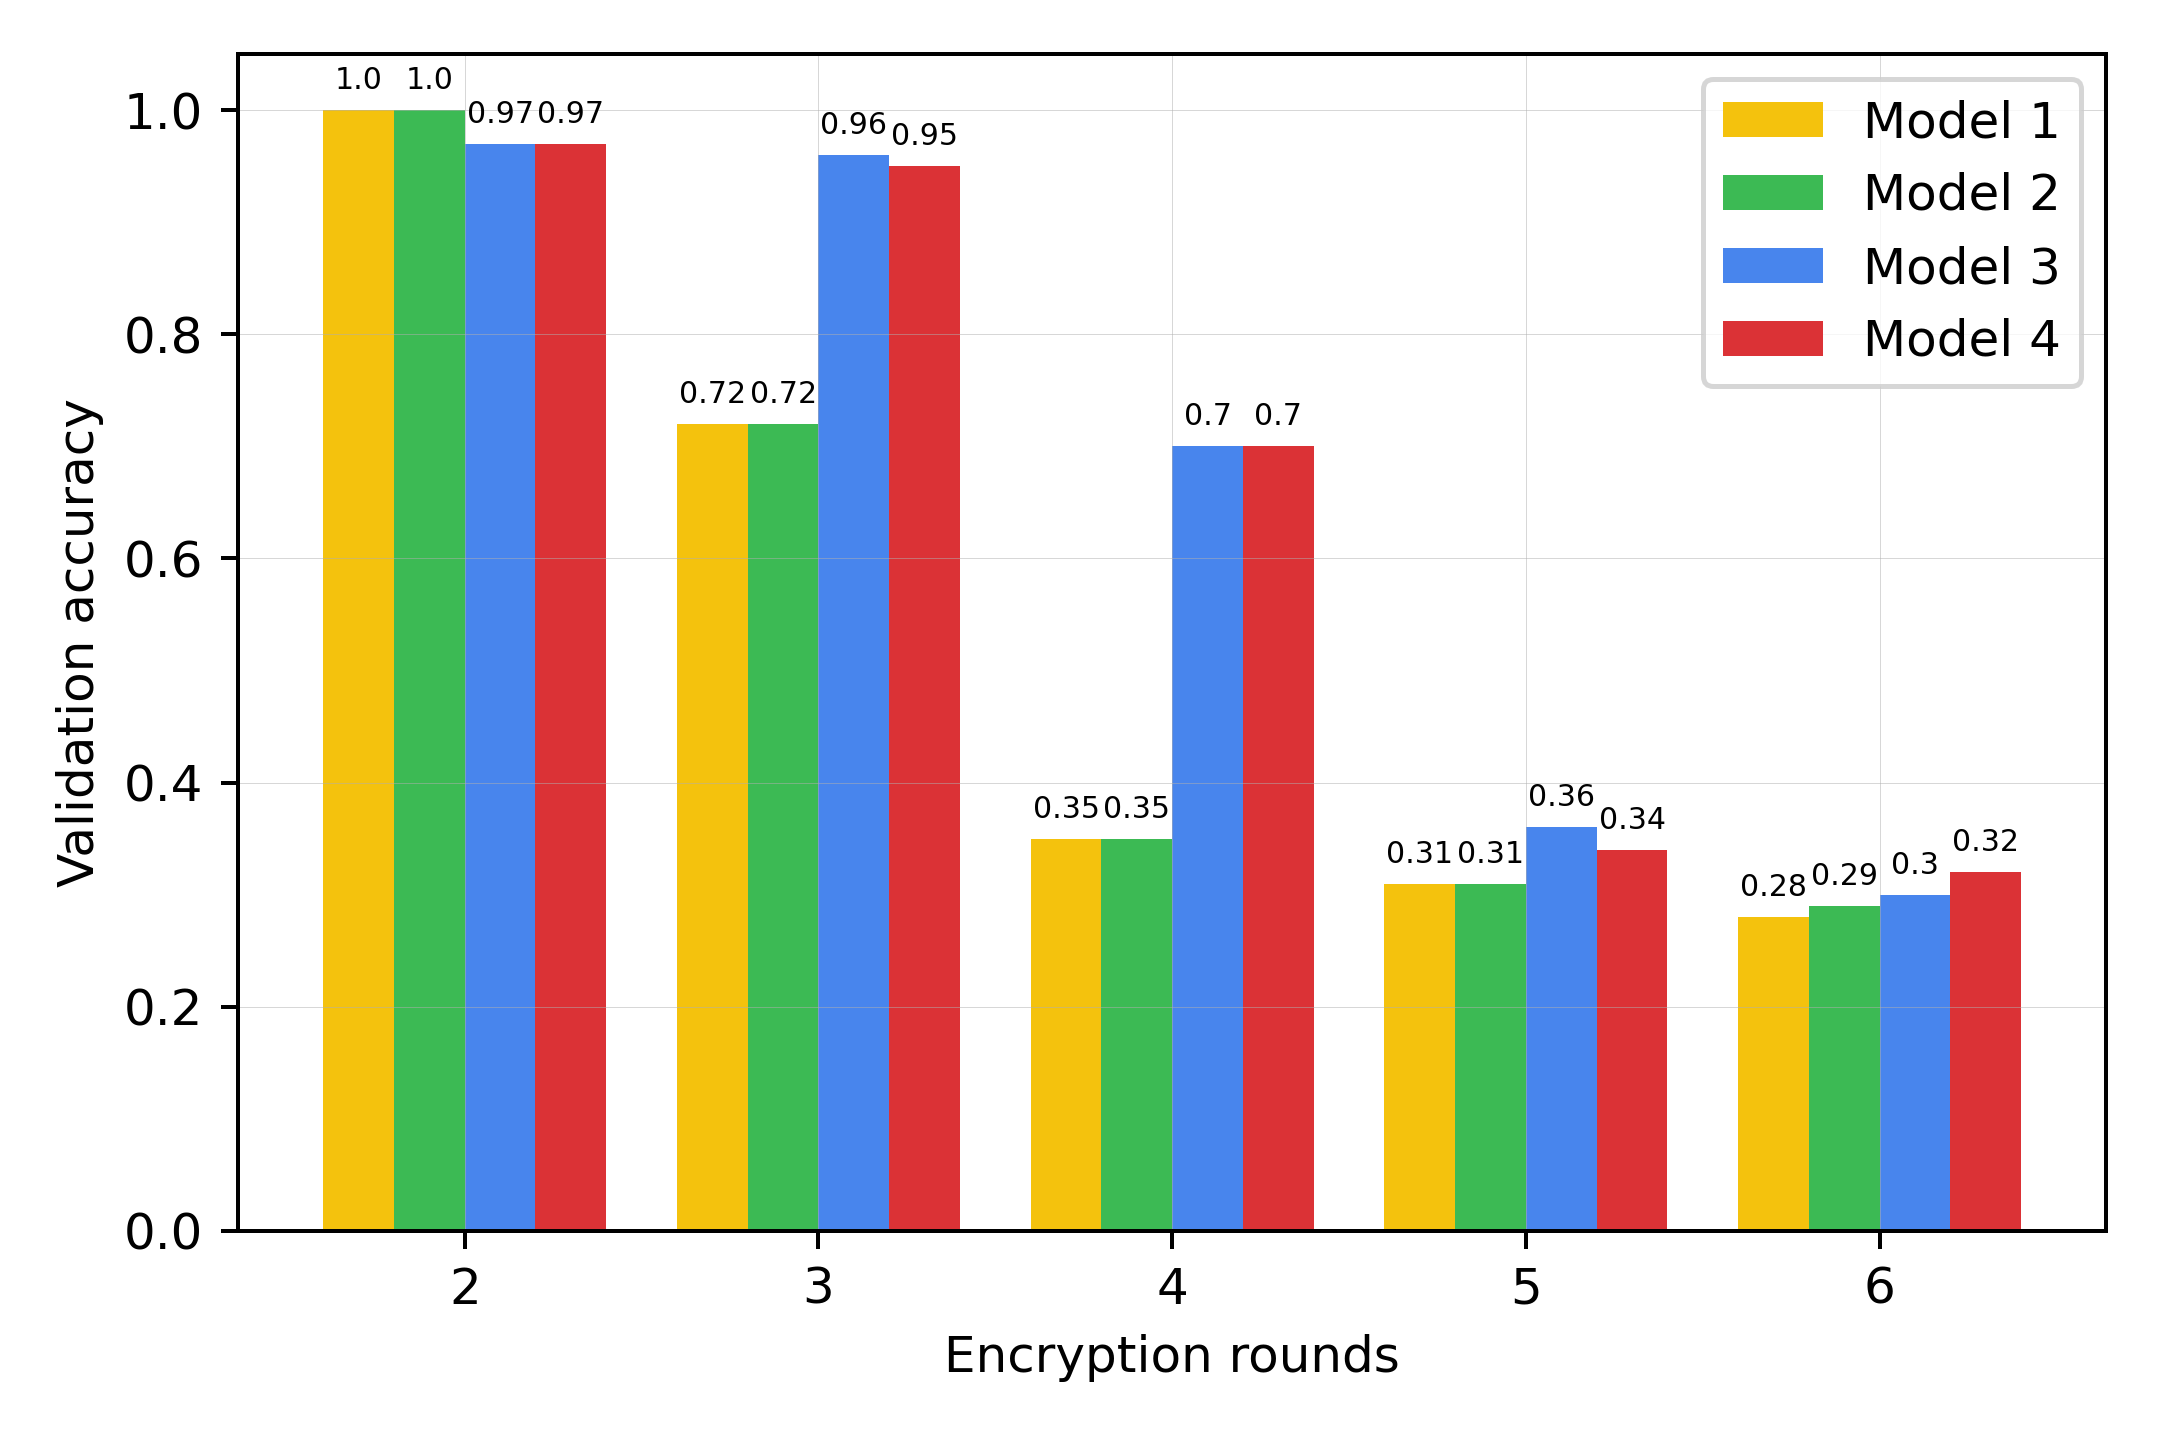 1.0 1.0
0.97 0.97
0.96 0.95
0.72 0.72
0.7 0.7
0.35 0.35
0.36 0.34
0.31 0.31
0.28 0.29 0.3 0.32
Model 1
Model 2
Model 3
Model 4
1.0
0.8
0.6
0.4
0.2
0.0
Validation accuracy
2 3 4 5 6
Encryption rounds